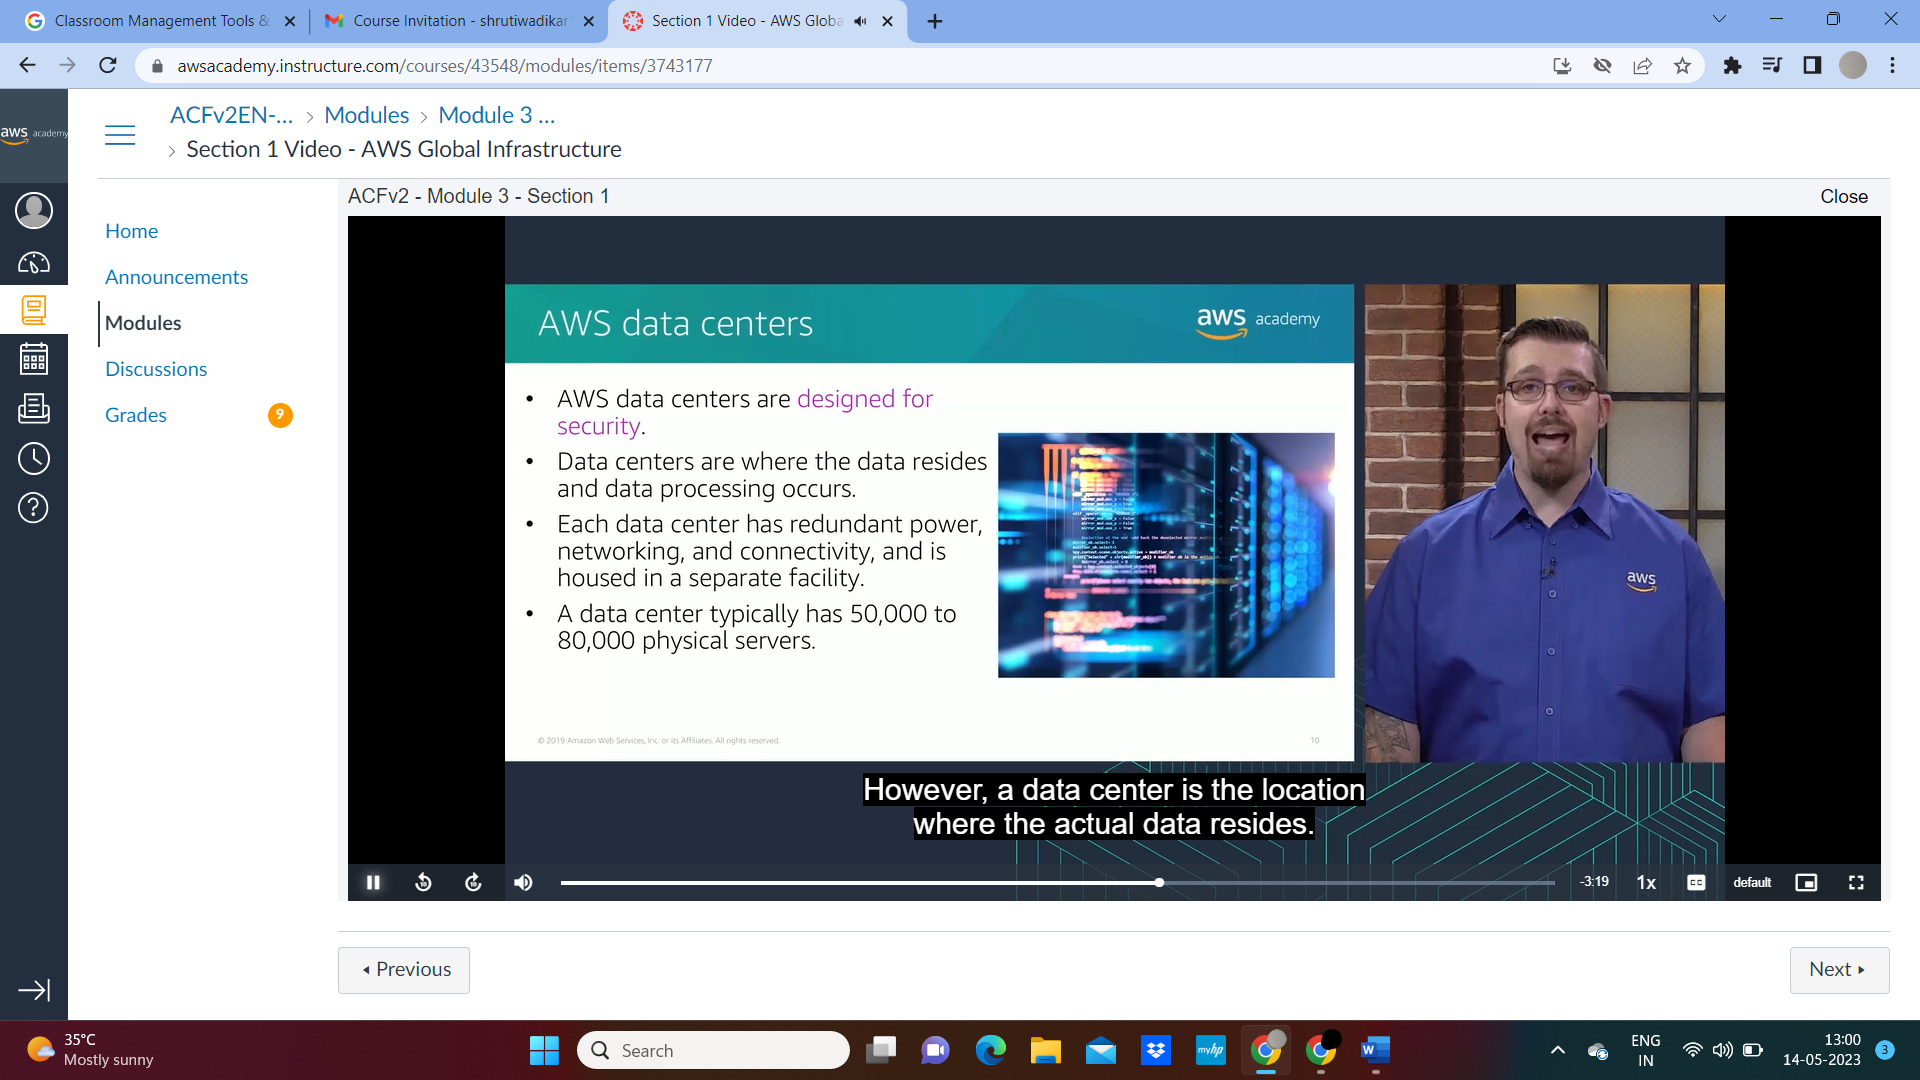 Classroom Management Tools &
Course Invitation - shrutiwadikar
Section 1 Video - AWS Globa
awsacademy.instructure.com/courses/43548/modules/items/3743177
aws academy
ACFv2EN-... > Modules > Module 3 ...
> Section 1 Video - AWS Global Infrastructure
Home
Announcements
Modules
Discussions
Grades
9
ACFv2 - Module 3 - Section 1
Close
AWS data centers
aws academy
• AWS data centers are designed for
security.
• Data centers are where the data resides
and data processing occurs.
• Each data center has redundant power,
networking, and connectivity, and is
housed in a separate facility.
• A data center typically has 50,000 to
80,000 physical servers.
© 2019 Amazon Web Services, Inc. or its Affiliates. All rights reserved.
10
aws
However, a data center is the location
where the actual data resides.
-3:19
1x
CC
default
Previous
Next
35°C
Mostly sunny
Search
myhp
W
ENG
IN
13:00
14-05-2023
3